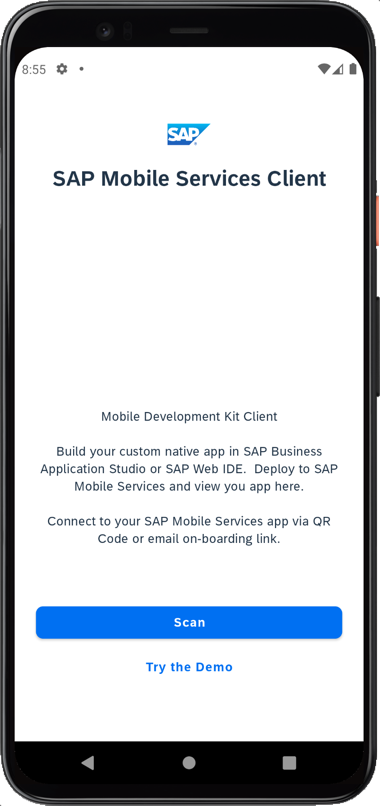 8:55
SAP
SAP Mobile Services Client
Mobile Development Kit Client
Build your custom native app in SAP Business
Application Studio or SAP Web IDE.  Deploy to SAP
Mobile Services and view you app here.
Connect to your SAP Mobile Services app via QR
Code or email on-boarding link.
Scan
Try the Demo